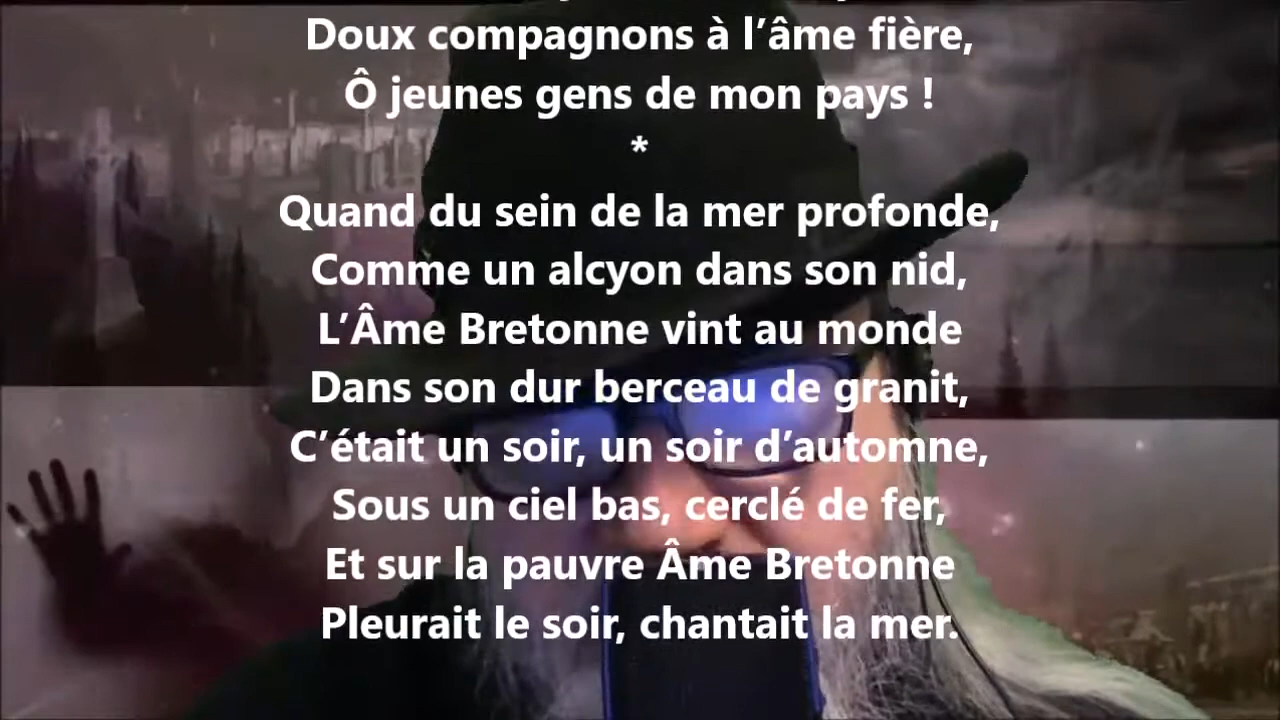 Doux compagnons à l’âme fière,
Ô jeunes gens de mon pays !
*
Quand du sein de la mer profonde,
Comme un alcyon dans son nid,
L’Âme Bretonne vint au monde
Dans son dur berceau de granit,
C’était un soir, un soir d’automne,
Sous un ciel bas, cerclé de fer,
Et sur la pauvre Âme Bretonne
Pleurait le soir, chantait la mer.